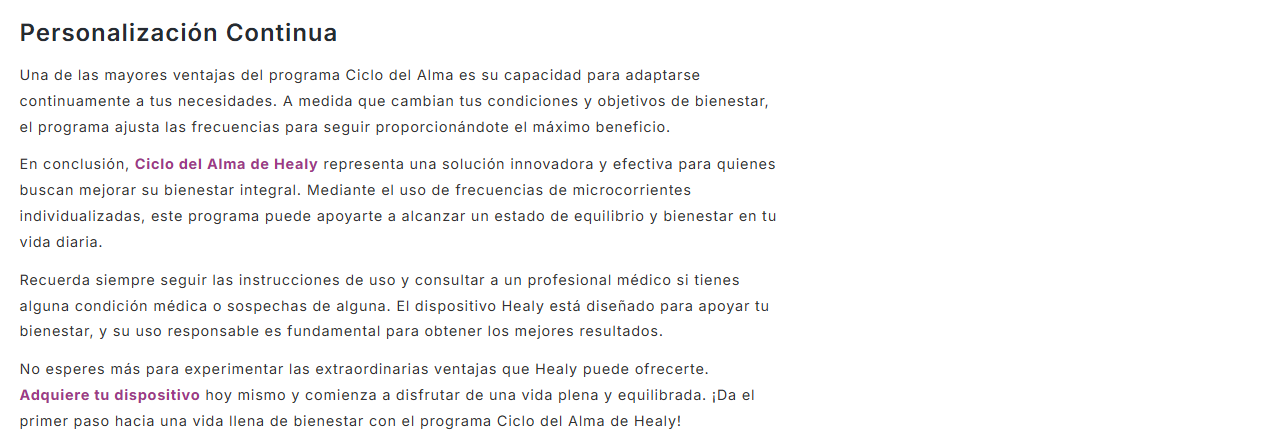 Personalización Continua
Una de las mayores ventajas del programa Ciclo del Alma es su capacidad para adaptarse
continuamente a tus necesidades. A medida que cambian tus condiciones y objetivos de bienestar,
el programa ajusta las frecuencias para seguir proporcionándote el máximo beneficio.
En conclusión, Ciclo del Alma de Healy representa una solución innovadora y efectiva para quienes
buscan mejorar su bienestar integral. Mediante el uso de frecuencias de microcorrientes
individualizadas, este programa puede apoyarte a alcanzar un estado de equilibrio y bienestar en tu
vida diaria.
Recuerda siempre seguir las instrucciones de uso y consultar a un profesional médico si tienes
alguna condición médica o sospechas de alguna. El dispositivo Healy está diseñado para apoyar tu
bienestar, y su uso responsable es fundamental para obtener los mejores resultados.
No esperes más para experimentar las extraordinarias ventajas que Healy puede ofrecerte.
Adquiere tu dispositivo hoy mismo y comienza a disfrutar de una vida plena y equilibrada. ¡Da el
primer paso hacia una vida llena de bienestar con el programa Ciclo del Alma de Healy!